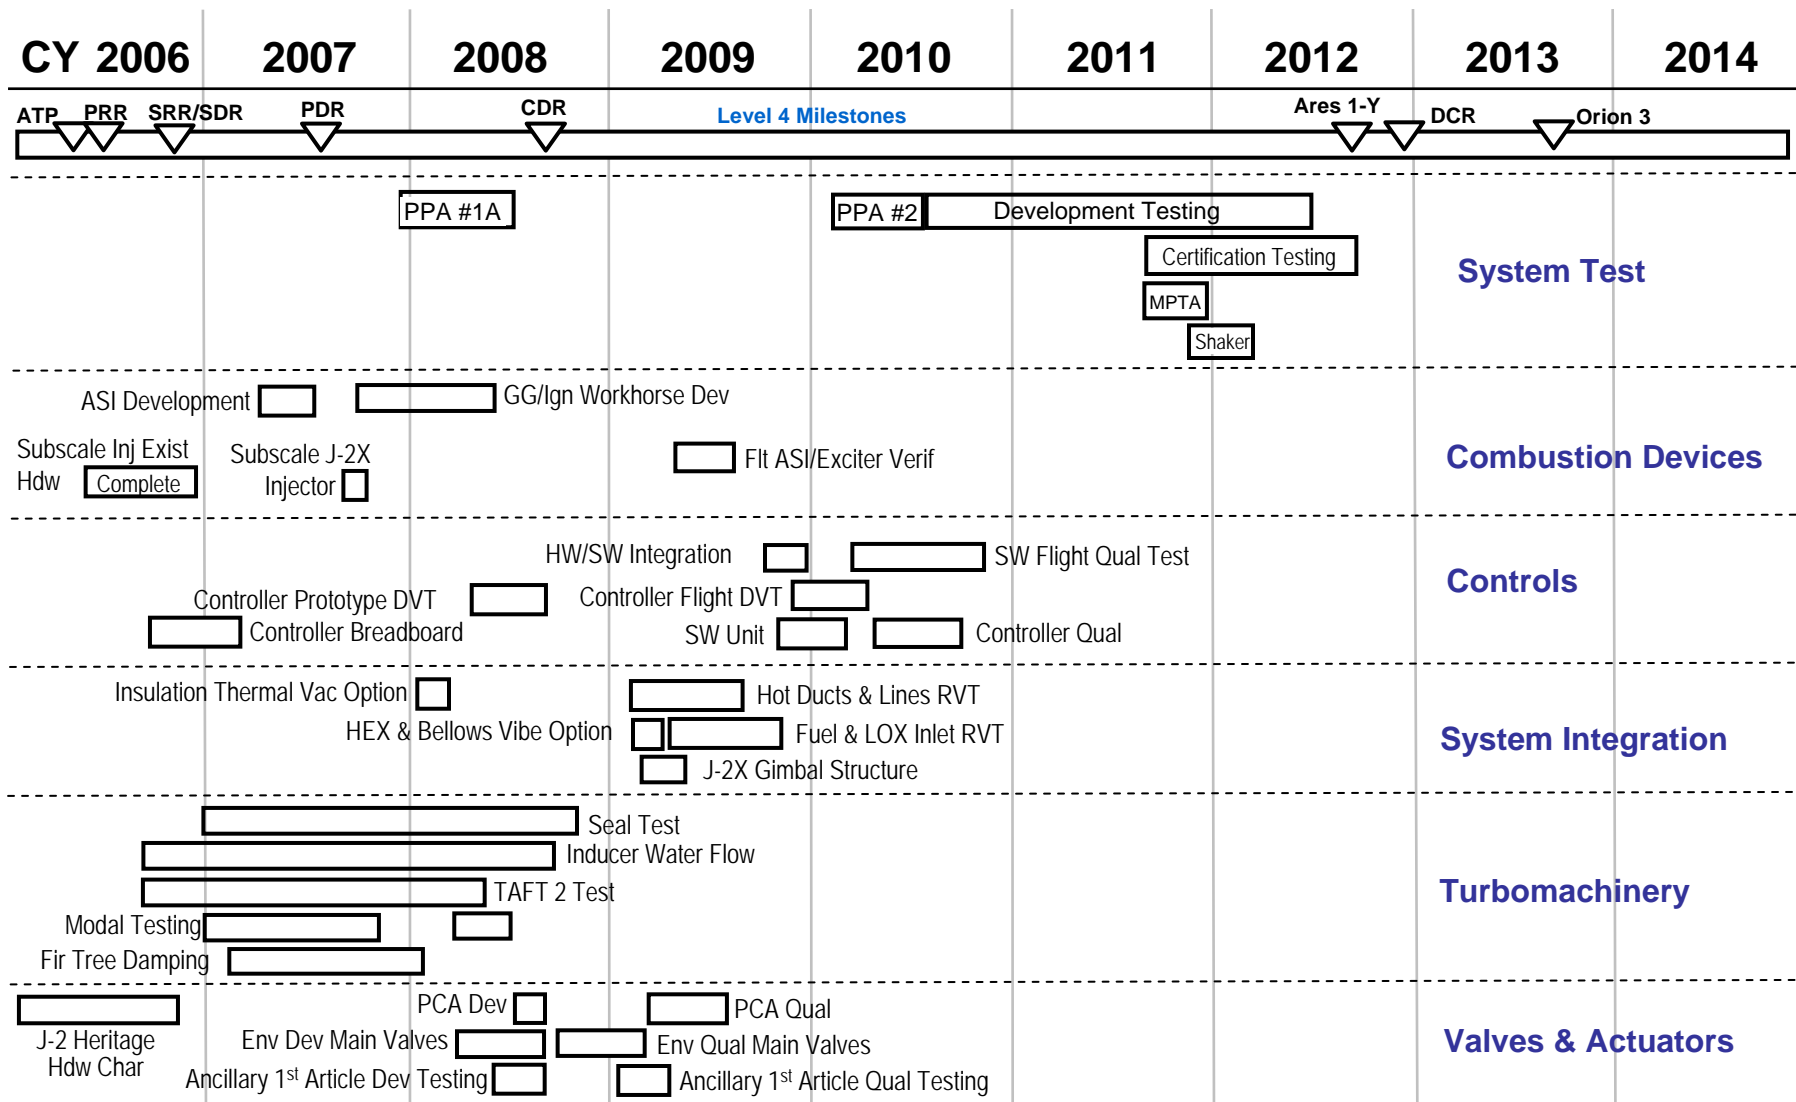 CY 2006 2007 2008 2009 2010 2011 2012 2013 2014
ATP PRR SRR/SDR PDR CDR Level 4 Milestones Ares 1-Y DCR Orion 3
PPA #1A PPA #2 Development Testing
Certification Testing
System Test
MPTA
Shaker
ASI Development GG/Ign Workhorse Dev
Subscale Inj Exist
Hdw Complete
Subscale J-2X
Injector
Flt ASI/Exciter Verif
Combustion Devices
HW/SW Integration SW Flight Qual Test
Controller Prototype DVT Controller Flight DVT
Controls
Controller Breadboard SW Unit Controller Qual
Insulation Thermal Vac Option Hot Ducts & Lines RVT
HEX & Bellows Vibe Option Fuel & LOX Inlet RVT
System Integration
J-2X Gimbal Structure
Seal Test
Inducer Water Flow
TAFT 2 Test
Turbomachinery
Modal Testing
Fir Tree Damping
PCA Dev PCA Qual
J-2 Heritage
Hdw Char
Env Dev Main Valves Env Qual Main Valves
Valves & Actuators
Ancillary 1st Article Dev Testing Ancillary 1st Article Qual Testing